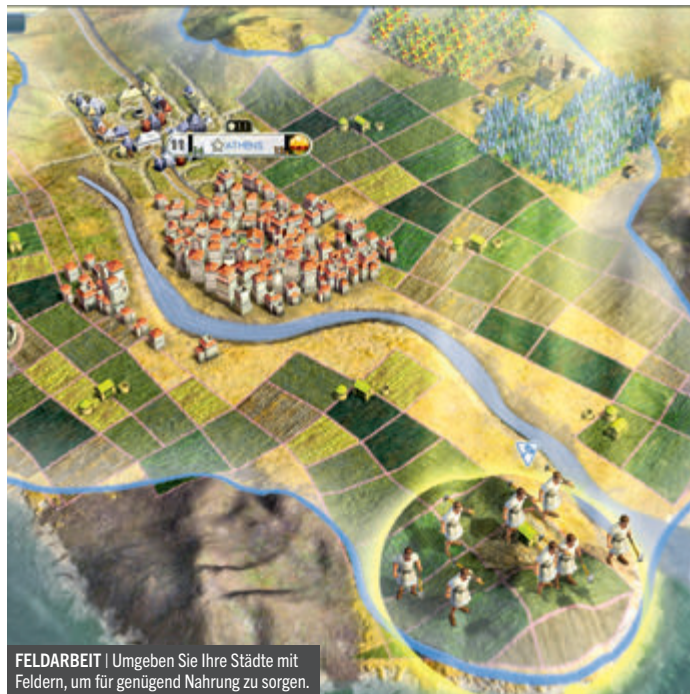 11 ATHENS
FELDARBEIT | Umgeben Sie Ihre Städte mit
Feldern, um für genügend Nahrung zu sorgen.